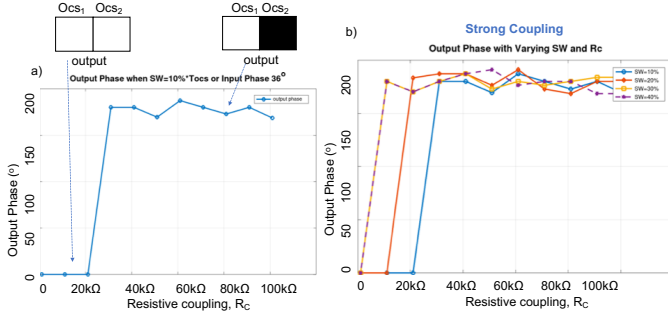 Ocs1 Ocs2
output
Ocs1 Ocs2
output
a)
Output Phase when SW=10%*Tocs or Input Phase 36°
output phase
Output Phase (°)
200
150
100
50
0
0 20kΩ 40kΩ 60kΩ 80kΩ 100kΩ
Resistive coupling, RC
b)
Strong Coupling
Output Phase with Varying SW and Rc
SW=10%
SW=20%
SW=30%
SW=40%
Output Phase (°)
200
150
100
50
0
0 20kΩ 40kΩ 60kΩ 80kΩ 100kΩ
Resistive coupling, RC